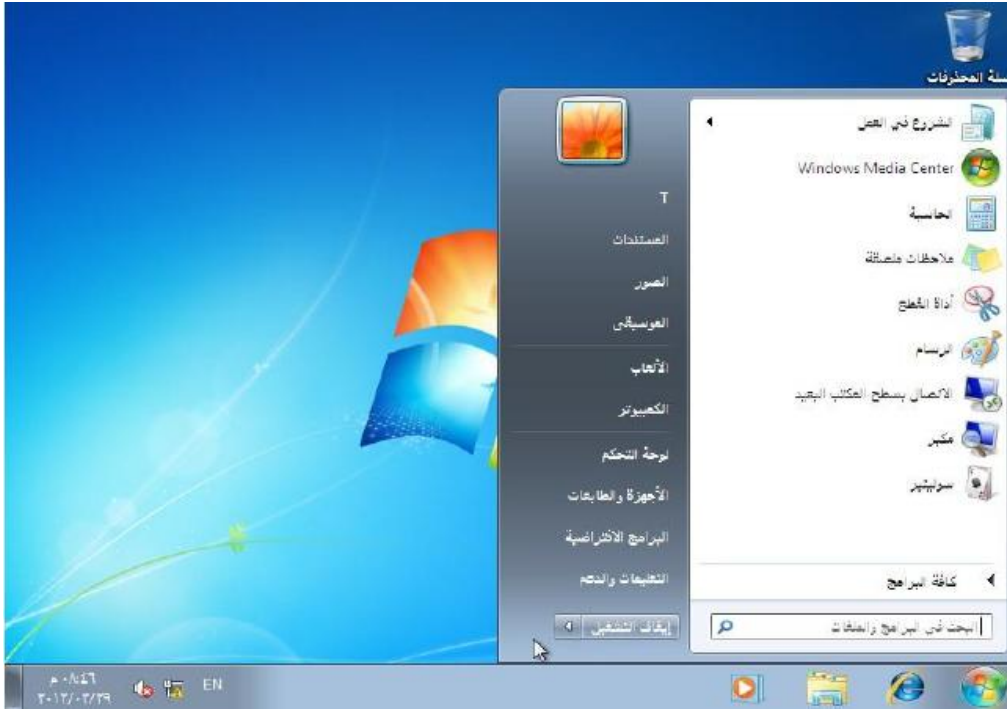 سلة المحذوفات
الشروع في العمل
Windows Media Center
الحاسبة
ملاحظات ملصقة
أداة القطع
الرسام
الاتصال بسطح المكتب البعيد
مكبر
سوليتير
كافة البرامج
البحث في البرامج والملفات
T
المستندات
الصور
الموسيقى
الألعاب
الكمبيوتر
لوحة التحكم
الأجهزة والطابعات
البرامج الافتراضية
التعليمات والدعم
إيقاف التشغيل
EN
٠٨:٤٦ م